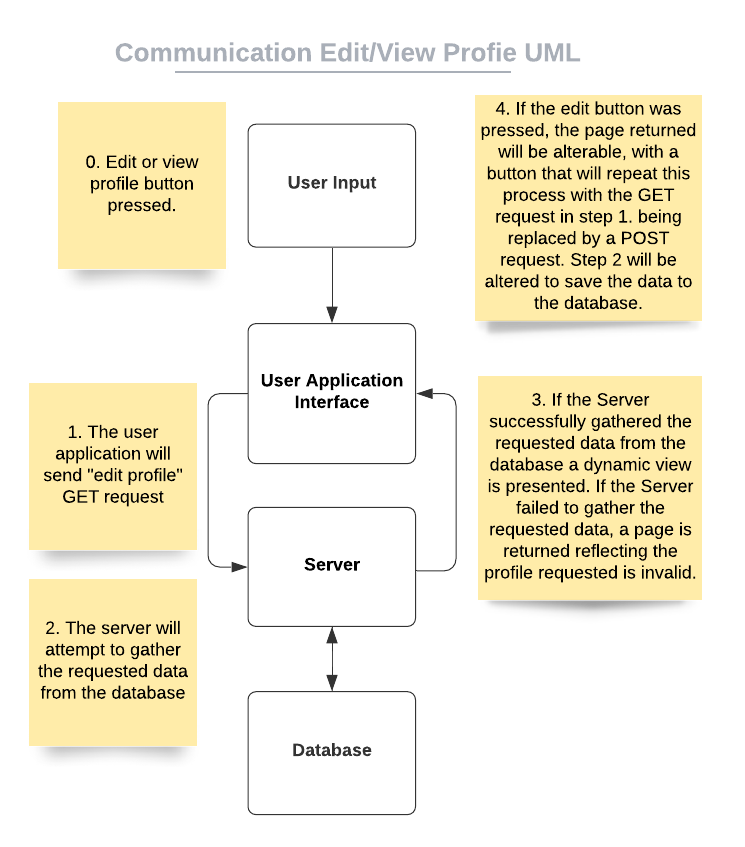 Communication Edit/View Profie UML
0. Edit or view
profile button
pressed.
User Input
4. If the edit button was
pressed, the page returned
will be alterable, with a
button that will repeat this
process with the GET
request in step 1. being
replaced by a POST
request. Step 2 will be
altered to save the data to
the database.
User Application
Interface
1. The user
application will
send "edit profile"
GET request
3. If the Server
successfully gathered the
requested data from the
database a dynamic view
is presented. If the Server
failed to gather the
requested data, a page is
returned reflecting the
profile requested is invalid.
Server
2. The server will
attempt to gather
the requested data
from the database
Database